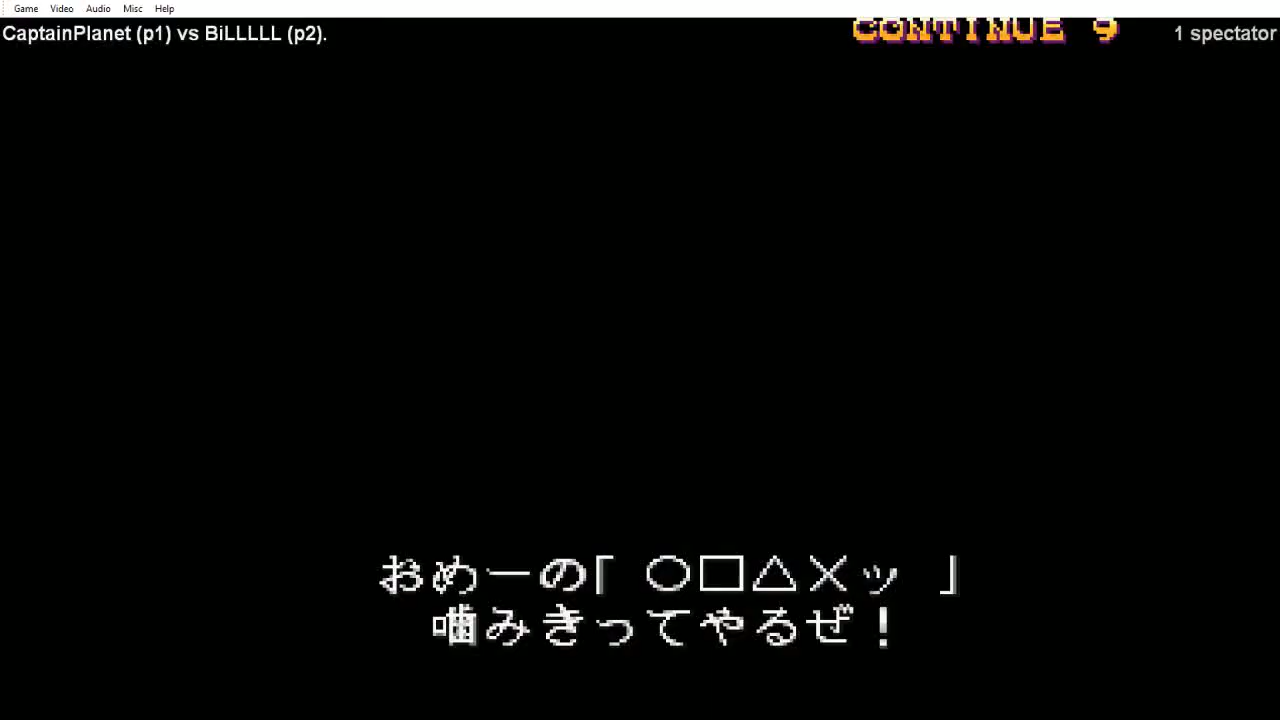 Game Video Audio Misc Help
CaptainPlanet (p1) vs BiLLLLL (p2).
CONTINUE 9
1 spectator
おめーの「 〇□△×ッ 」
噛みきってやるぜ！